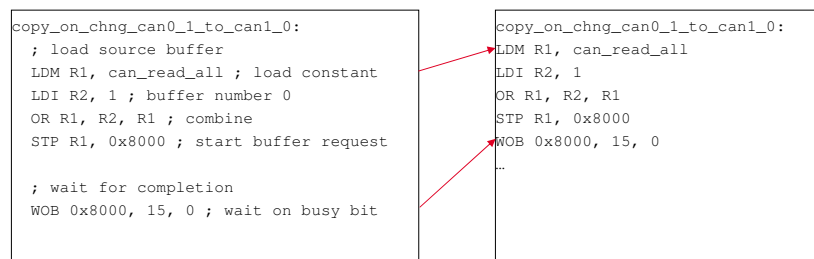 copy_on_chng_can0_1_to_can1_0:
; load source buffer
LDM R1, can_read_all ; load constant
LDI R2, 1 ; buffer number 0
OR R1, R2, R1 ; combine
STP R1, 0x8000 ; start buffer request
; wait for completion
WOB 0x8000, 15, 0 ; wait on busy bit
copy_on_chng_can0_1_to_can1_0:
LDM R1, can_read_all
LDI R2, 1
OR R1, R2, R1
STP R1, 0x8000
WOB 0x8000, 15, 0
…